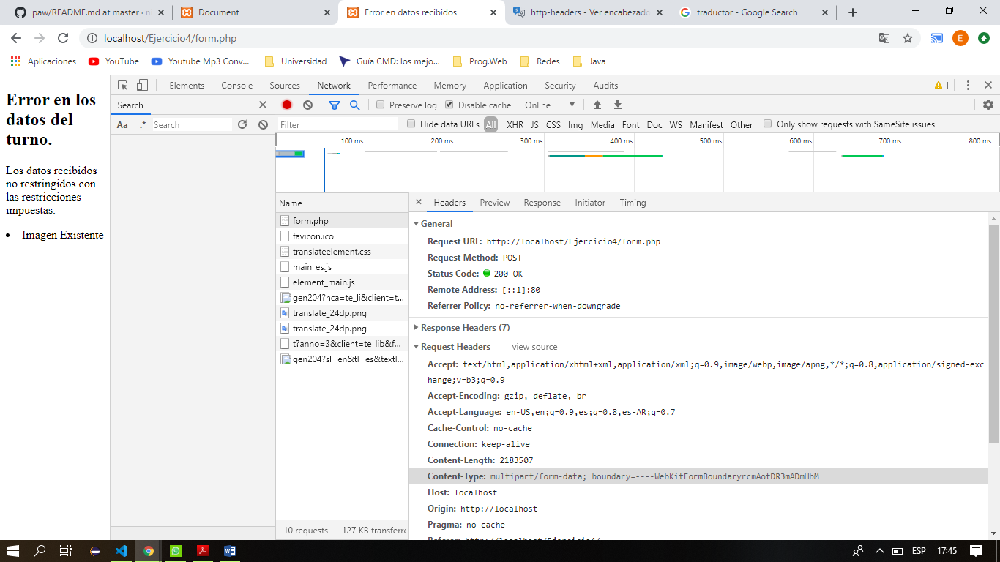 paw/README.md at master · n
Document
Error en datos recibidos
http-headers - Ver encabezado
traductor - Google Search
localhost/Ejercicio4/form.php
E
Aplicaciones
YouTube
Youtube Mp3 Conv...
Universidad
Guía CMD: los mejo...
Prog.Web
Redes
Java
Error en los
datos del
turno.
Los datos recibidos
no restringidos con
las restricciones
impuestas.
• Imagen Existente
Elements
Console
Sources
Network
Performance
Memory
Application
Security
Audits
1
Search
Aa
.*
Search
Preserve log
Disable cache
Online
Filter
Hide data URLs
All
XHR
JS
CSS
Img
Media
Font
Doc
WS
Manifest
Other
Only show requests with SameSite issues
100 ms
200 ms
300 ms
400 ms
500 ms
600 ms
700 ms
800 ms
Name
form.php
favicon.ico
translateelement.css
main_es.js
element_main.js
gen204?nca=te_li&client=t...
translate_24dp.png
translate_24dp.png
t?anno=3&client=te_lib&f...
gen204?sl=en&tl=es&textl...
10 requests
127 KB transferre
Headers
Preview
Response
Initiator
Timing
General
Request URL: http://localhost/Ejercicio4/form.php
Request Method: POST
Status Code: 200 OK
Remote Address: [::1]:80
Referrer Policy: no-referrer-when-downgrade
Response Headers (7)
Request Headers view source
Accept: text/html,application/xhtml+xml,application/xml;q=0.9,image/webp,image/apng,*/*;q=0.8,application/signed-exc
hange;v=b3;q=0.9
Accept-Encoding: gzip, deflate, br
Accept-Language: en-US,en;q=0.9,es;q=0.8,es-AR;q=0.7
Cache-Control: no-cache
Connection: keep-alive
Content-Length: 2183507
Content-Type: multipart/form-data; boundary=----WebKitFormBoundaryrcmAotDR3mADmHbM
Host: localhost
Origin: http://localhost
Pragma: no-cache
Referer: http://localhost/Ejercicio4/
ESP
17:45